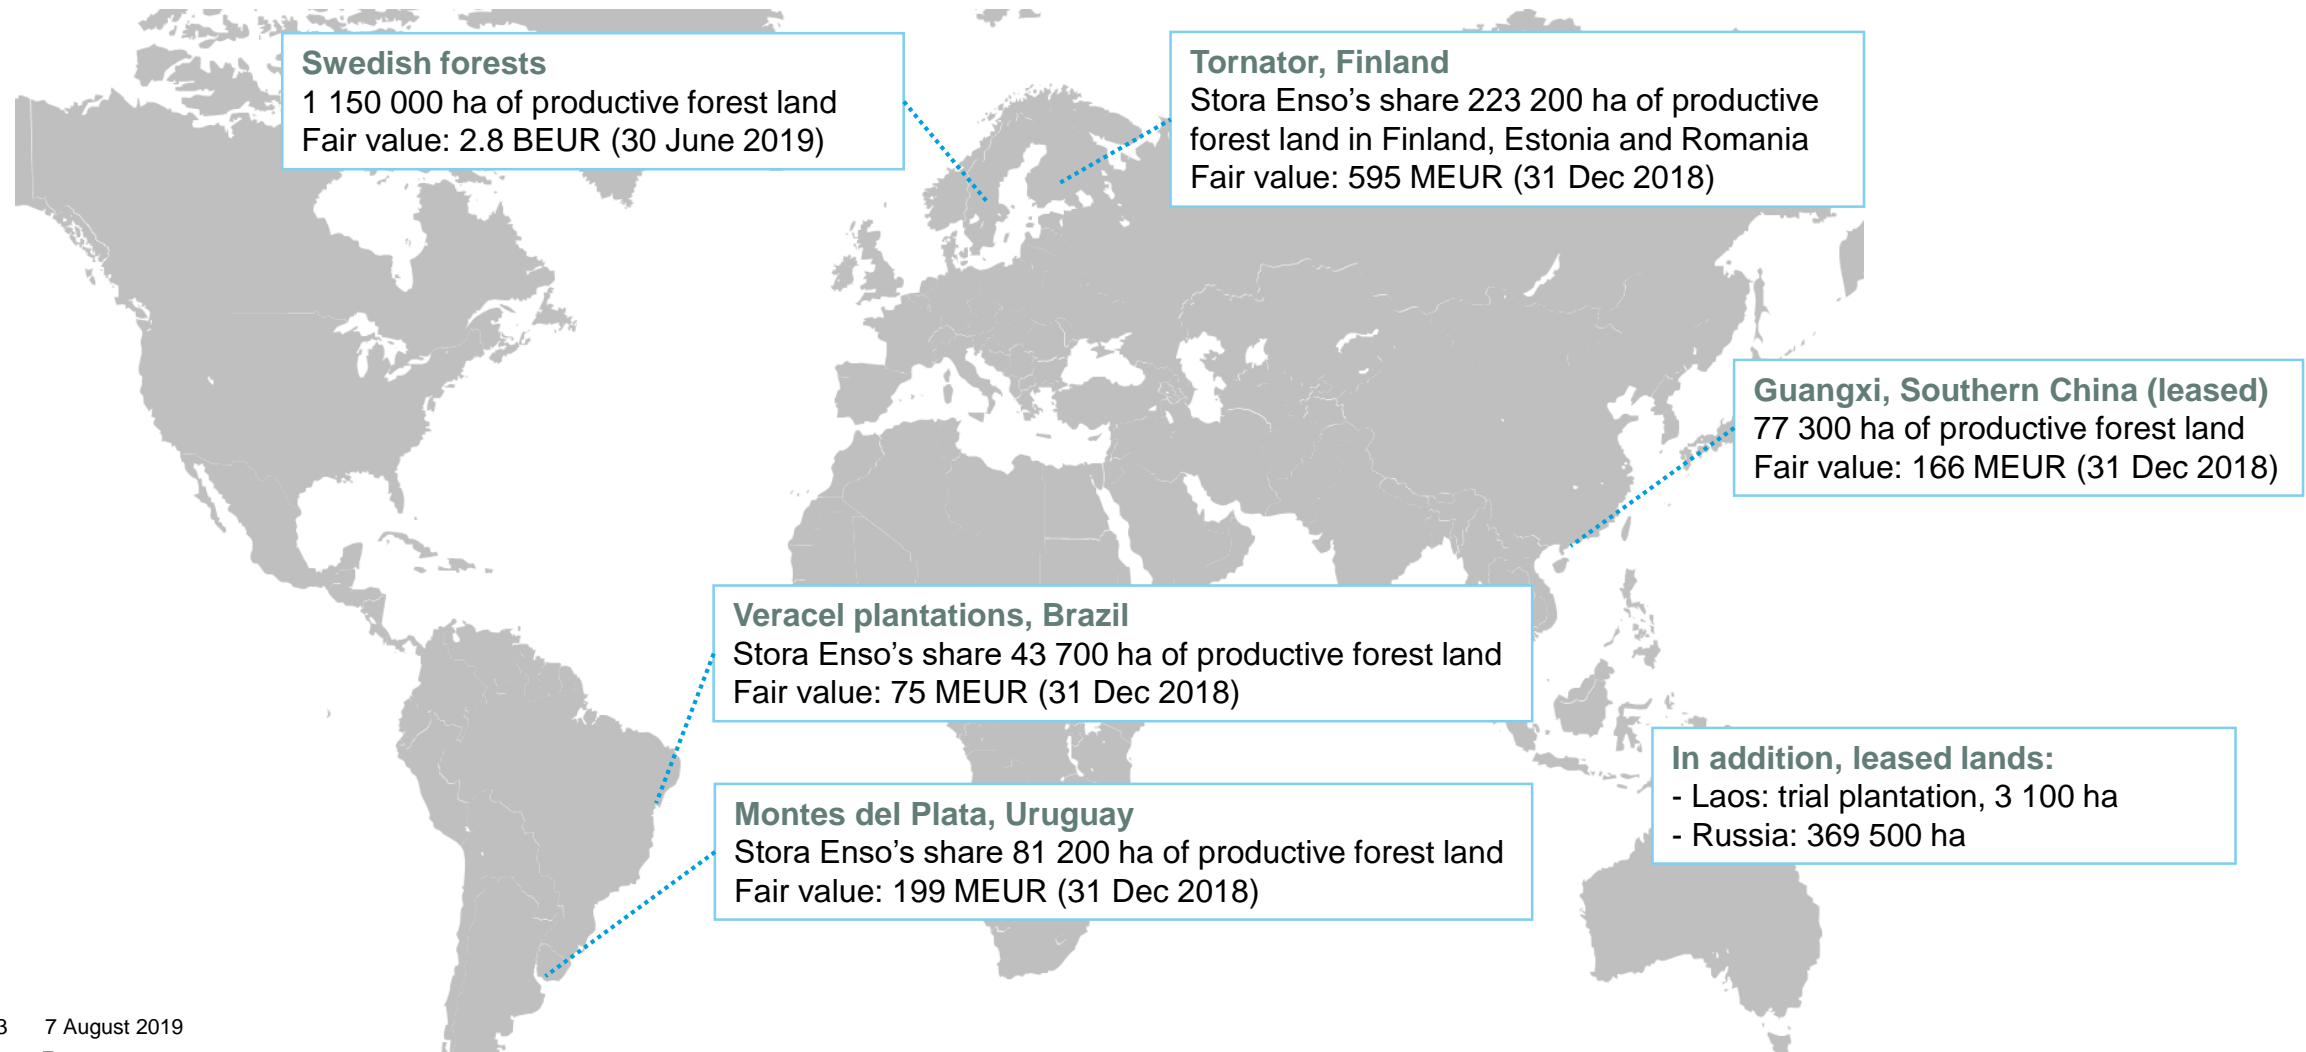 Swedish forests
1 150 000 ha of productive forest land
Fair value: 2.8 BEUR (30 June 2019)
Tornator, Finland
Stora Enso’s share 223 200 ha of productive
forest land in Finland, Estonia and Romania
Fair value: 595 MEUR (31 Dec 2018)
Guangxi, Southern China (leased)
77 300 ha of productive forest land
Fair value: 166 MEUR (31 Dec 2018)
Veracel plantations, Brazil
Stora Enso’s share 43 700 ha of productive forest land
Fair value: 75 MEUR (31 Dec 2018)
In addition, leased lands:
- Laos: trial plantation, 3 100 ha
- Russia: 369 500 ha
Montes del Plata, Uruguay
Stora Enso’s share 81 200 ha of productive forest land
Fair value: 199 MEUR (31 Dec 2018)
7 August 2019